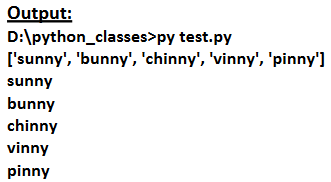 Output:
D:\python_classes>py test.py
['sunny', 'bunny', 'chinny', 'vinny', 'pinny']
sunny
bunny
chinny
vinny
pinny